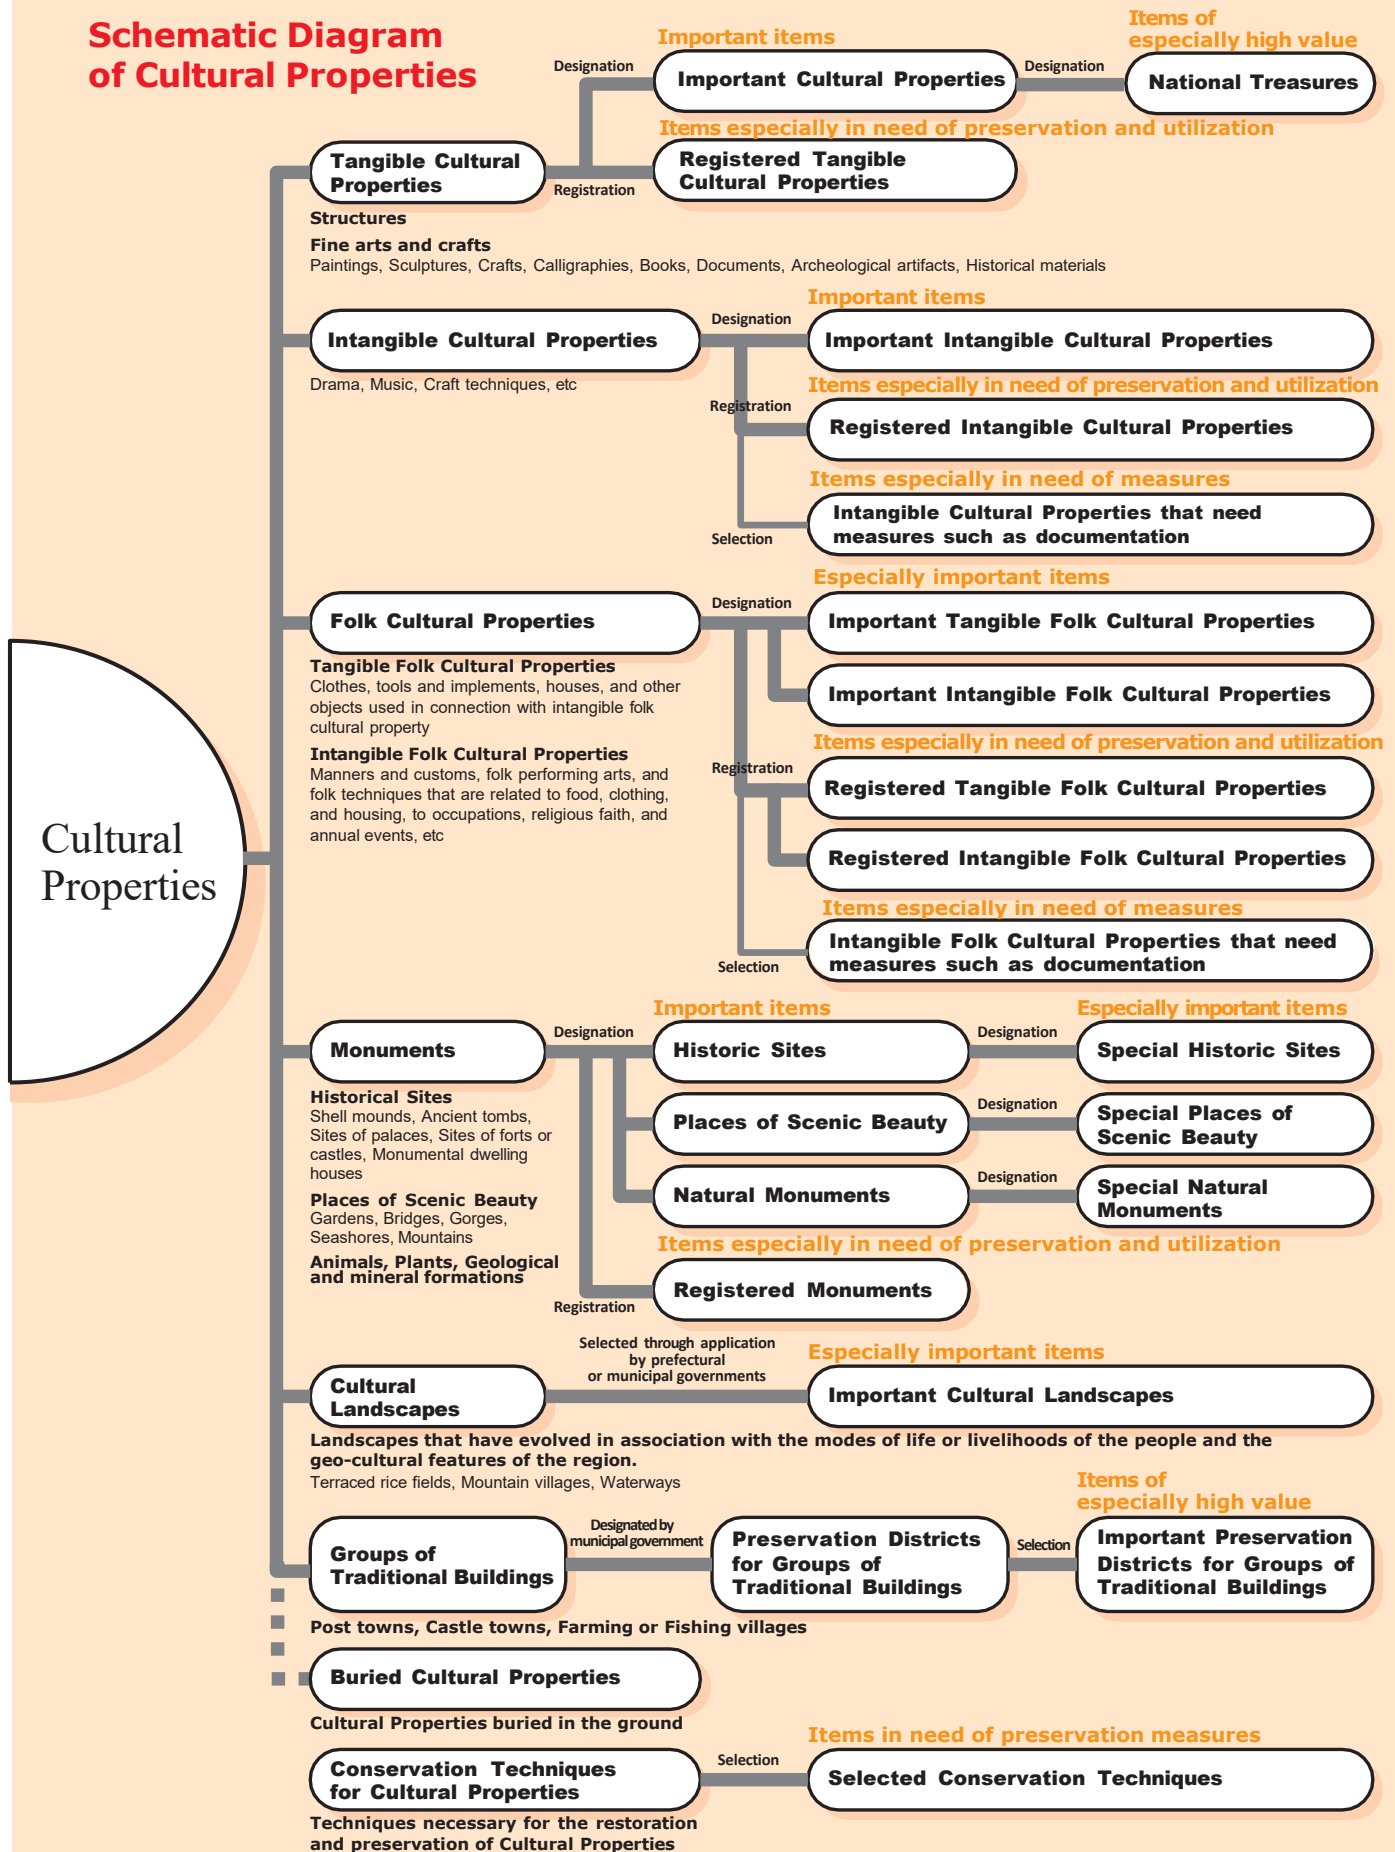 Schematic Diagram
of Cultural Properties
Cultural
Properties
Tangible Cultural
Properties
Structures
Fine arts and crafts
Paintings, Sculptures, Crafts, Calligraphies, Books, Documents, Archeological artifacts, Historical materials
Designation
Important items
Important Cultural Properties
Designation
Items of
especially high value
National Treasures
Registration
Items especially in need of preservation and utilization
Registered Tangible
Cultural Properties
Intangible Cultural Properties
Drama, Music, Craft techniques, etc
Designation
Important items
Important Intangible Cultural Properties
Registration
Items especially in need of preservation and utilization
Registered Intangible Cultural Properties
Selection
Items especially in need of measures
Intangible Cultural Properties that need
measures such as documentation
Folk Cultural Properties
Tangible Folk Cultural Properties
Clothes, tools and implements, houses, and other
objects used in connection with intangible folk
cultural property
Intangible Folk Cultural Properties
Manners and customs, folk performing arts, and
folk techniques that are related to food, clothing,
and housing, to occupations, religious faith, and
annual events, etc
Designation
Especially important items
Important Tangible Folk Cultural Properties
Important Intangible Folk Cultural Properties
Registration
Items especially in need of preservation and utilization
Registered Tangible Folk Cultural Properties
Registered Intangible Folk Cultural Properties
Selection
Items especially in need of measures
Intangible Folk Cultural Properties that need
measures such as documentation
Monuments
Historical Sites
Shell mounds, Ancient tombs,
Sites of palaces, Sites of forts or
castles, Monumental dwelling
houses
Places of Scenic Beauty
Gardens, Bridges, Gorges,
Seashores, Mountains
Animals, Plants, Geological
and mineral formations
Designation
Important items
Historic Sites
Designation
Especially important items
Special Historic Sites
Places of Scenic Beauty
Designation
Special Places of
Scenic Beauty
Natural Monuments
Designation
Special Natural
Monuments
Registration
Items especially in need of preservation and utilization
Registered Monuments
Cultural
Landscapes
Selected through application
by prefectural
or municipal governments
Especially important items
Important Cultural Landscapes
Landscapes that have evolved in association with the modes of life or livelihoods of the people and the
geo-cultural features of the region.
Terraced rice fields, Mountain villages, Waterways
Groups of
Traditional Buildings
Designated by
municipal government
Preservation Districts
for Groups of
Traditional Buildings
Selection
Items of
especially high value
Important Preservation
Districts for Groups of
Traditional Buildings
Post towns, Castle towns, Farming or Fishing villages
Buried Cultural Properties
Cultural Properties buried in the ground
Conservation Techniques
for Cultural Properties
Selection
Items in need of preservation measures
Selected Conservation Techniques
Techniques necessary for the restoration
and preservation of Cultural Properties